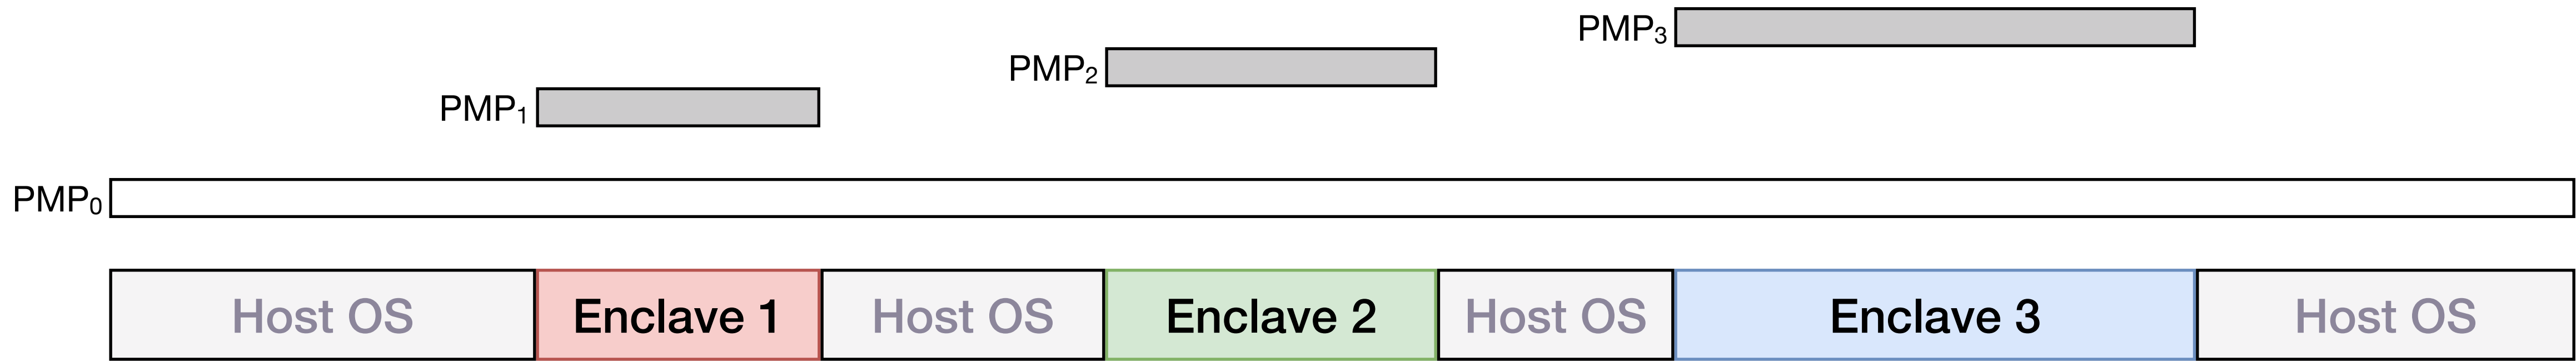 PMP₃
PMP₂
PMP₁
PMP₀
Host OS Enclave 1 Host OS Enclave 2 Host OS Enclave 3 Host OS